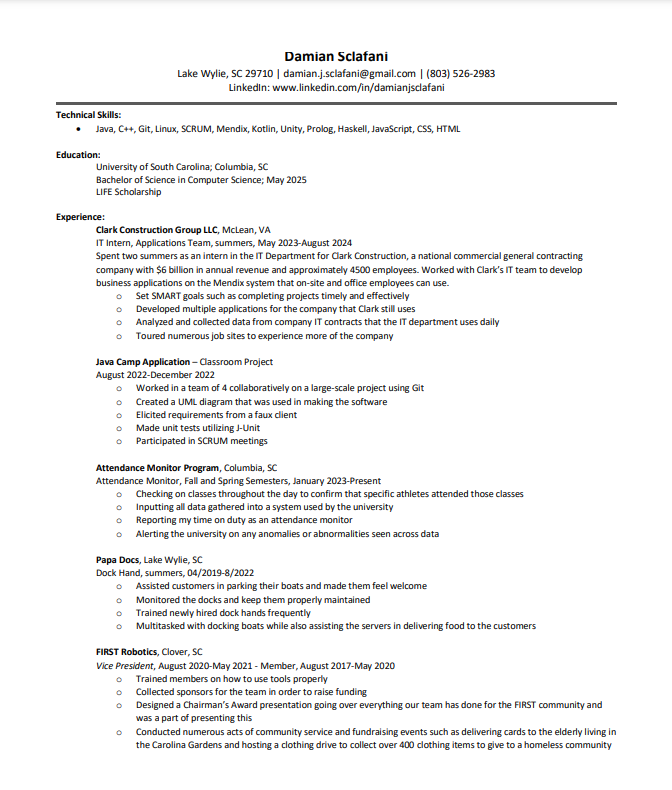 Damian Sclafani
Lake Wylie, SC 29710 | damian.j.sclafani@gmail.com | (803) 526-2983
LinkedIn: www.linkedin.com/in/damianjsclafani
Technical Skills:
• Java, C++, Git, Linux, SCRUM, Mendix, Kotlin, Unity, Prolog, Haskell, JavaScript, CSS, HTML
Education:
University of South Carolina; Columbia, SC
Bachelor of Science in Computer Science; May 2025
LIFE Scholarship
Experience:
Clark Construction Group LLC, McLean, VA
IT Intern, Applications Team, summers, May 2023-August 2024
Spent two summers as an intern in the IT Department for Clark Construction, a national commercial general contracting
company with $6 billion in annual revenue and approximately 4500 employees. Worked with Clark's IT team to develop
business applications on the Mendix system that on-site and office employees can use.
o Set SMART goals such as completing projects timely and effectively
o Developed multiple applications for the company that Clark still uses
o Analyzed and collected data from company IT contracts that the IT department uses daily
o Toured numerous job sites to experience more of the company
Java Camp Application – Classroom Project
August 2022-December 2022
o Worked in a team of 4 collaboratively on a large-scale project using Git
o Created a UML diagram that was used in making the software
o Elicited requirements from a faux client
o Made unit tests utilizing J-Unit
o Participated in SCRUM meetings
Attendance Monitor Program, Columbia, SC
Attendance Monitor, Fall and Spring Semesters, January 2023-Present
o Checking on classes throughout the day to confirm that specific athletes attended those classes
o Inputting all data gathered into a system used by the university
o Reporting my time on duty as an attendance monitor
o Alerting the university on any anomalies or abnormalities seen across data
Papa Docs, Lake Wylie, SC
Dock Hand, summers, 04/2019-8/2022
o Assisted customers in parking their boats and made them feel welcome
o Monitored the docks and keep them properly maintained
o Trained newly hired dock hands frequently
o Multitasked with docking boats while also assisting the servers in delivering food to the customers
FIRST Robotics, Clover, SC
Vice President, August 2020-May 2021 - Member, August 2017-May 2020
o Trained members on how to use tools properly
o Collected sponsors for the team in order to raise funding
o Designed a Chairman's Award presentation going over everything our team has done for the FIRST community and
was a part of presenting this
o Conducted numerous acts of community service and fundraising events such as delivering cards to the elderly living in
the Carolina Gardens and hosting a clothing drive to collect over 400 clothing items to give to a homeless community